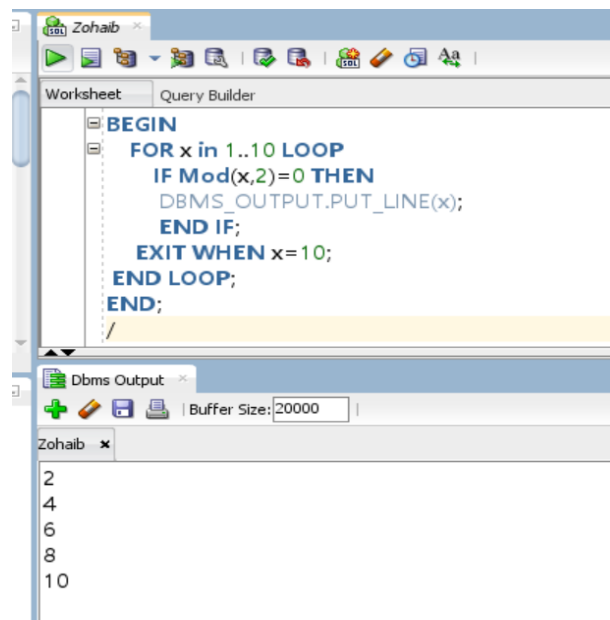 Zohaib
Worksheet Query Builder
BEGIN
FOR x in 1..10 LOOP
IF Mod(x,2)=0 THEN
DBMS_OUTPUT.PUT_LINE(x);
END IF;
EXIT WHEN x=10;
END LOOP;
END;
/
Dbms Output
Buffer Size: 20000
Zohaib
2
4
6
8
10